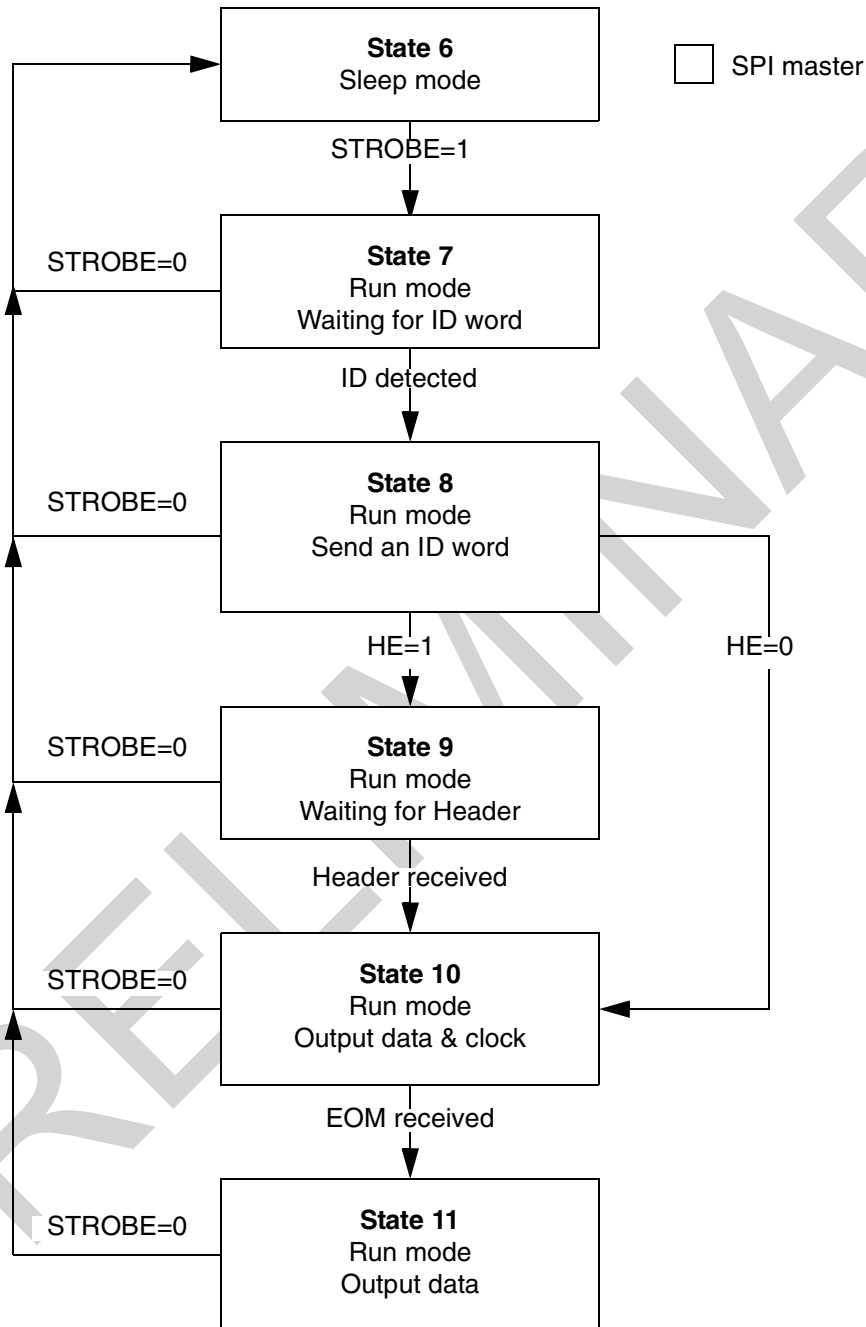 State 6
Sleep mode
SPI master
STROBE=1
State 7
Run mode
Waiting for ID word
STROBE=0
ID detected
State 8
Run mode
Send an ID word
STROBE=0
HE=1
HE=0
State 9
Run mode
Waiting for Header
STROBE=0
Header received
State 10
Run mode
Output data & clock
STROBE=0
EOM received
State 11
Run mode
Output data
STROBE=0